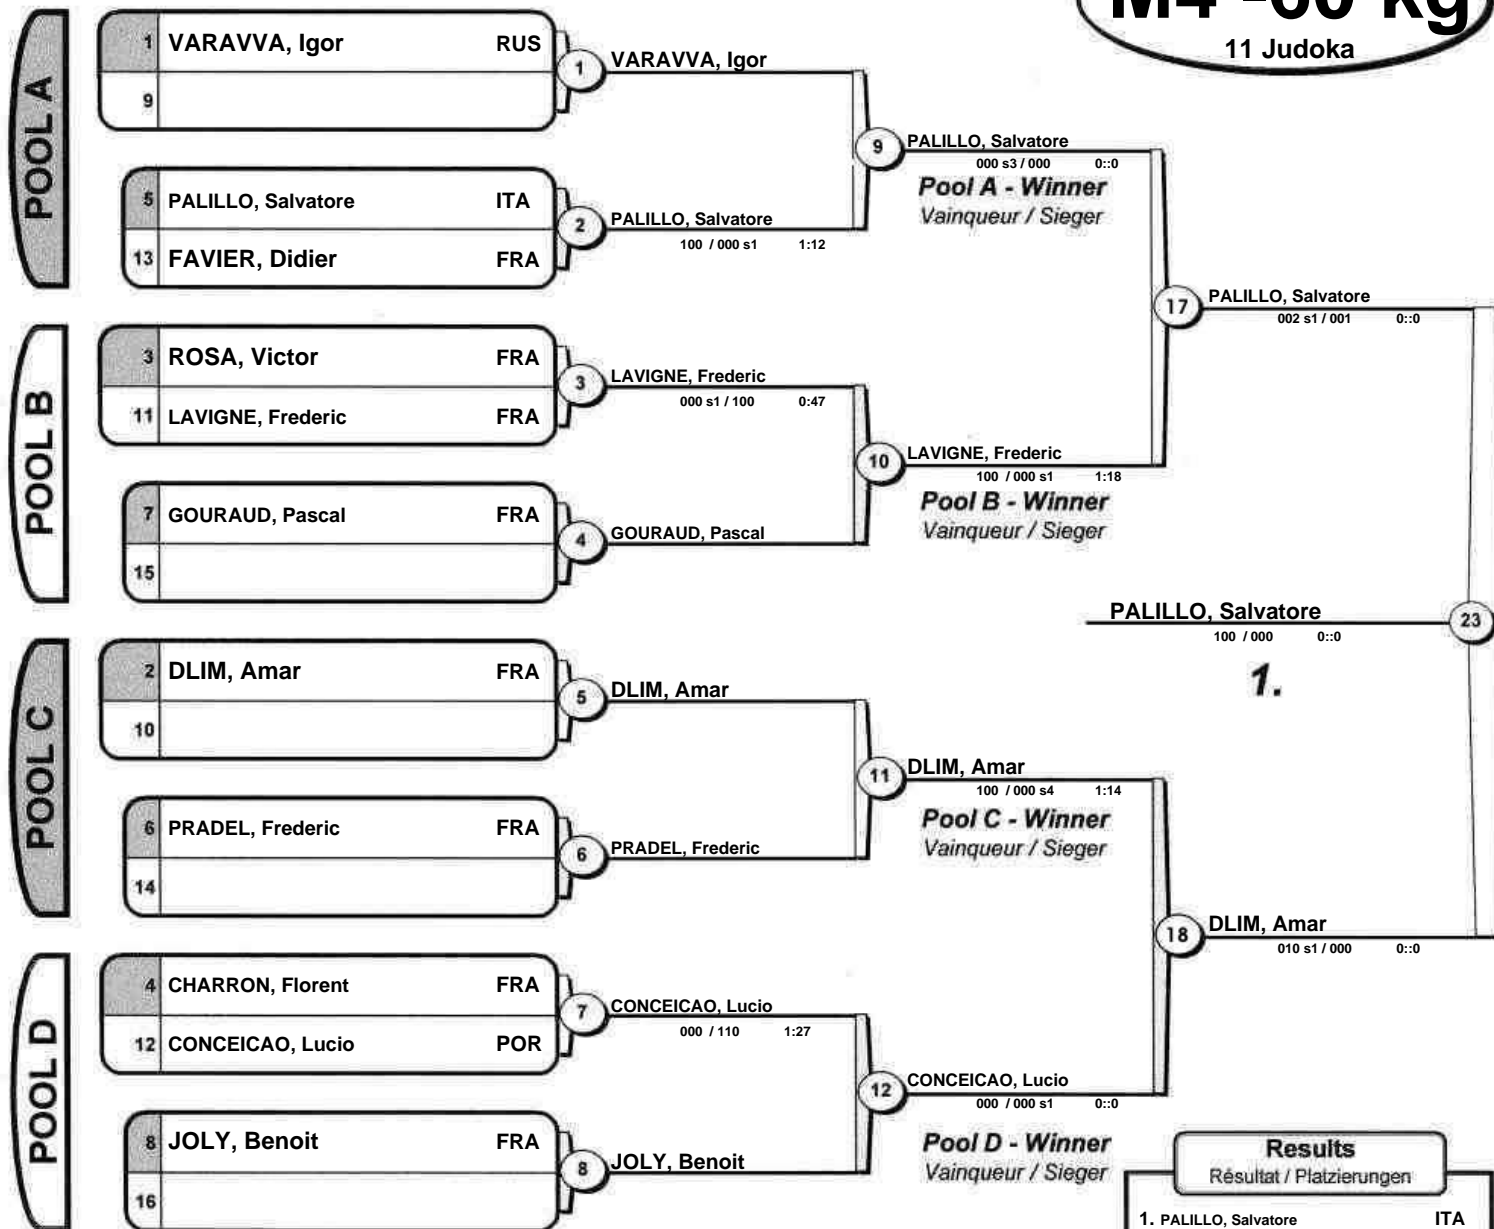 M4 -60 kg
11 Judoka
POOL A
1 VARAVVA, Igor RUS
9
1 VARAVVA, Igor
5 PALILLO, Salvatore ITA
13 FAVIER, Didier FRA
2 PALILLO, Salvatore
100 / 000 s1 1:12
9 PALILLO, Salvatore
000 s3 / 000 0::0
Pool A - Winner
Vainqueur / Sieger
POOL B
3 ROSA, Victor FRA
11 LAVIGNE, Frederic FRA
3 LAVIGNE, Frederic
000 s1 / 100 0:47
7 GOURAUD, Pascal FRA
15
4 GOURAUD, Pascal
10 LAVIGNE, Frederic
100 / 000 s1 1:18
Pool B - Winner
Vainqueur / Sieger
17 PALILLO, Salvatore
002 s1 / 001 0::0
PALILLO, Salvatore 23
100 / 000 0::0
1.
POOL C
2 DLIM, Amar FRA
10
5 DLIM, Amar
6 PRADEL, Frederic FRA
14
6 PRADEL, Frederic
11 DLIM, Amar
100 / 000 s4 1:14
Pool C - Winner
Vainqueur / Sieger
18 DLIM, Amar
010 s1 / 000 0::0
POOL D
4 CHARRON, Florent FRA
12 CONCEICAO, Lucio POR
7 CONCEICAO, Lucio
000 / 110 1:27
8 JOLY, Benoit FRA
16
8 JOLY, Benoit
12 CONCEICAO, Lucio
000 / 000 s1 0::0
Pool D - Winner
Vainqueur / Sieger
Results
Résultat / Platzierungen
1. PALILLO, Salvatore ITA